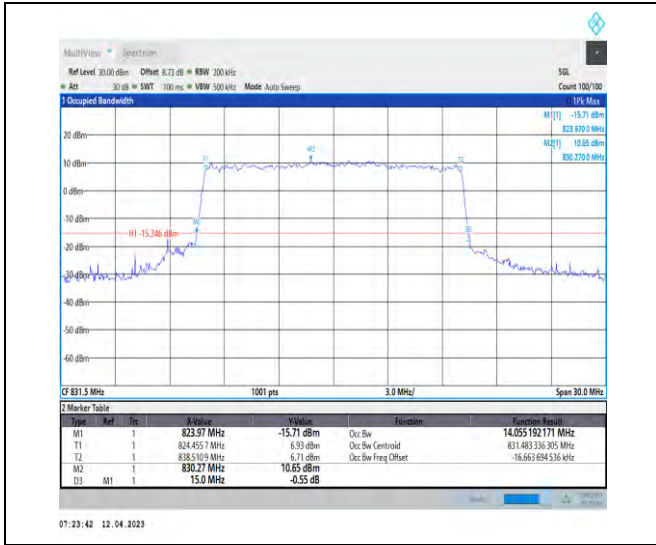 MultiView Spectrum
Ref Level 30.00 dBm Offset 8.73 dB RBW 200 kHz SGL
Att 30 dB SWT 100 ms VBW 500 kHz Mode Auto Sweep Count 100/100
1 Occupied Bandwidth 1Pk Max
M1[1] -15.71 dBm
823.9700 MHz
20 dBm
M2[1] 10.65 dBm
830.2700 MHz
M2
T1 T2
10 dBm
0 dBm
-10 dBm
H1 -15.346 dBm
-20 dBm
-30 dBm
-40 dBm
-50 dBm
-60 dBm
CF 831.5 MHz 1001 pts 3.0 MHz/ Span 30.0 MHz
2 Marker Table
Type Ref Trc X-Value Y-Value Function Function Result
M1 1 823.97 MHz -15.71 dBm Occ Bw 14.055 192 171 MHz
T1 1 824.455 7 MHz 6.93 dBm Occ Bw Centroid 831.483 336 305 MHz
T2 1 838.510 9 MHz 6.71 dBm Occ Bw Freq Offset -16.663 694 536 kHz
M2 1 830.27 MHz 10.65 dBm
D3 M1 1 15.0 MHz -0.55 dB
07:23:42 12.04.2023